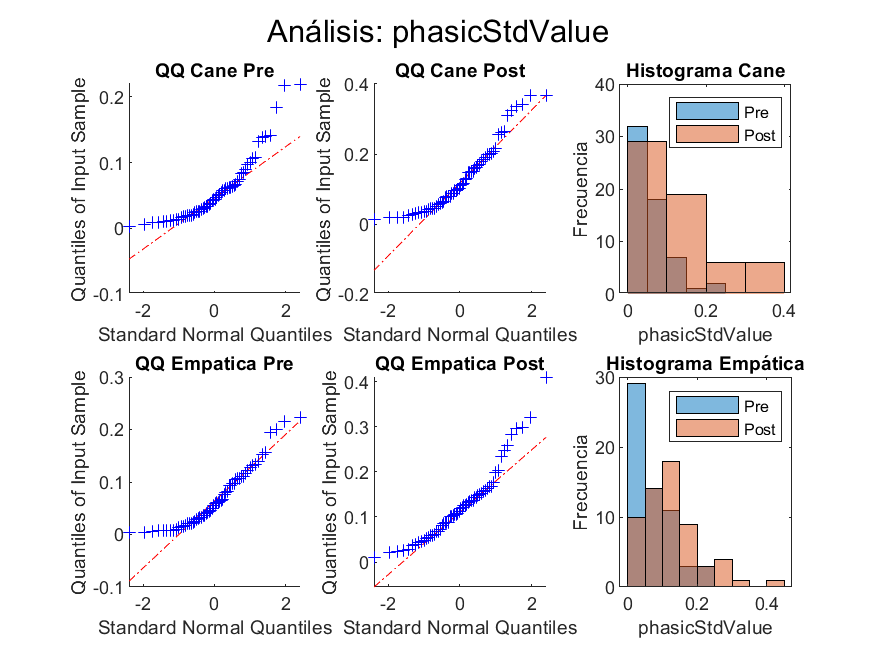 Análisis: phasicStdValue
QQ Cane Pre
Quantiles of Input Sample
0.2
0.1
0
-0.1
-2
0
2
Standard Normal Quantiles
QQ Cane Post
Quantiles of Input Sample
0.4
0.2
0
-0.2
-2
0
2
Standard Normal Quantiles
Histograma Cane
Frecuencia
40
30
20
10
0
Pre
Post
0
0.2
0.4
phasicStdValue
QQ Empatica Pre
Quantiles of Input Sample
0.3
0.2
0.1
0
-0.1
-2
0
2
Standard Normal Quantiles
QQ Empatica Post
Quantiles of Input Sample
0.4
0.3
0.2
0.1
0
-2
0
2
Standard Normal Quantiles
Histograma Empática
Frecuencia
30
20
10
0
Pre
Post
0
0.2
0.4
phasicStdValue